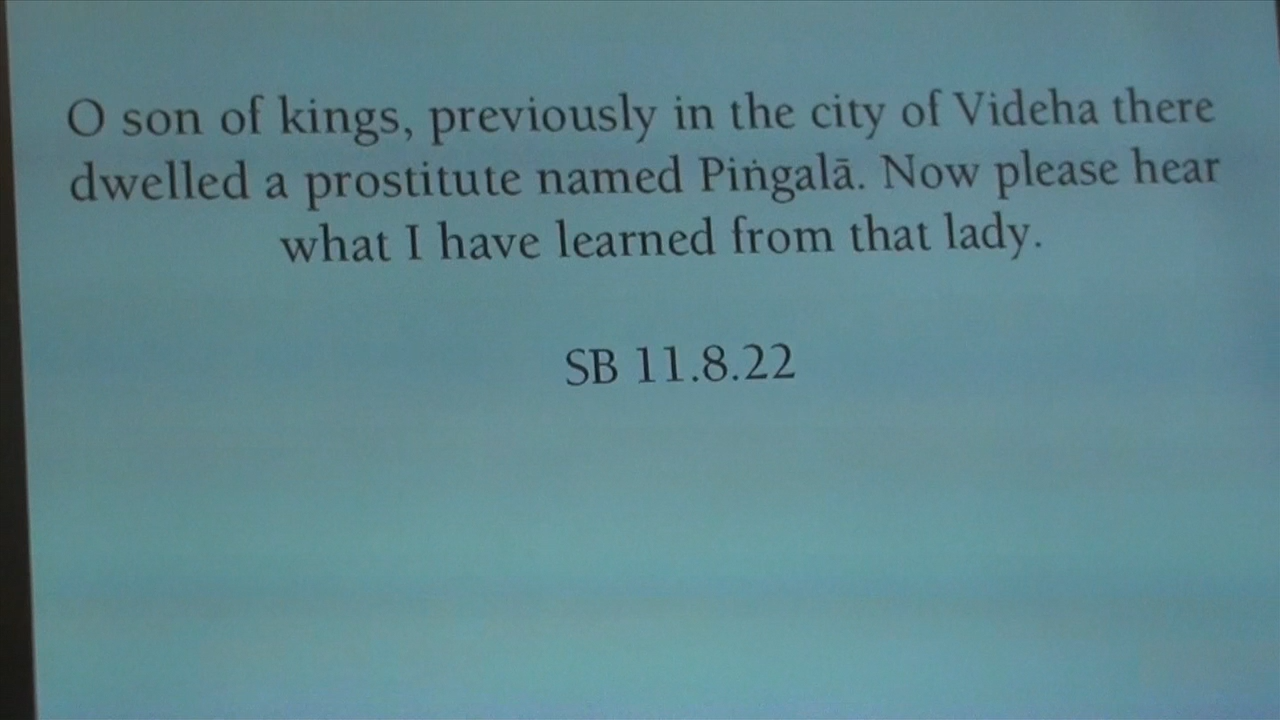 O son of kings, previously in the city of Videha there
dwelled a prostitute named Piṅgalā. Now please hear
what I have learned from that lady.
SB 11.8.22